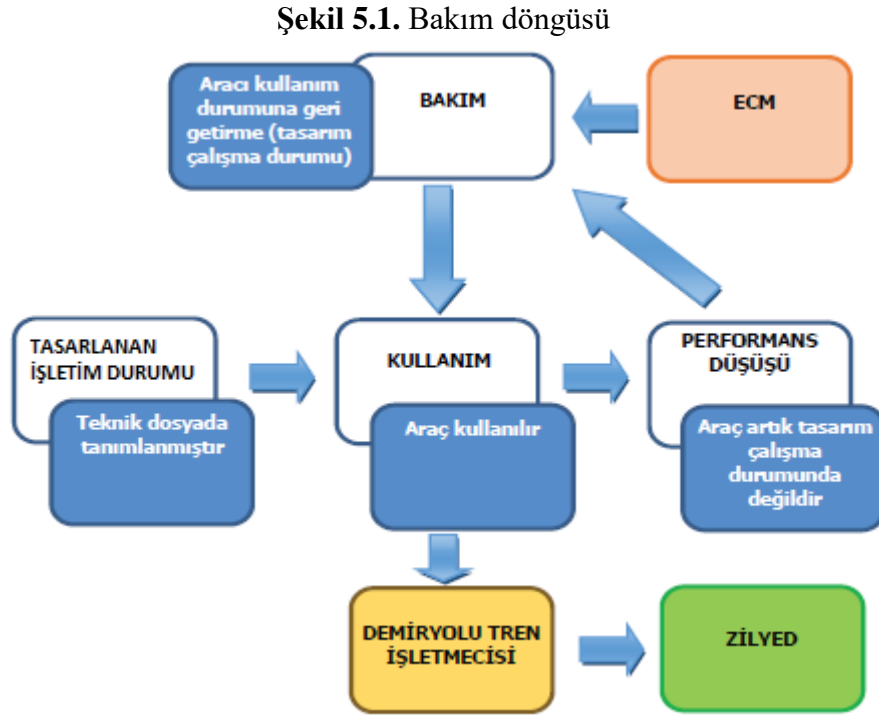 Şekil 5.1. Bakım döngüsü
Aracı kullanım
durumuna geri
getirme (tasarım
çalışma durumu)
BAKIM
ECM
TASARLANAN
İŞLETİM DURUMU
Teknik dosyada
tanımlanmıştır
KULLANIM
Araç kullanılır
PERFORMANS
DÜŞÜŞÜ
Araç artık tasarım
çalışma
durumunda
değildir
DEMİRYOLU TREN
İŞLETMECİSİ
ZİLYED